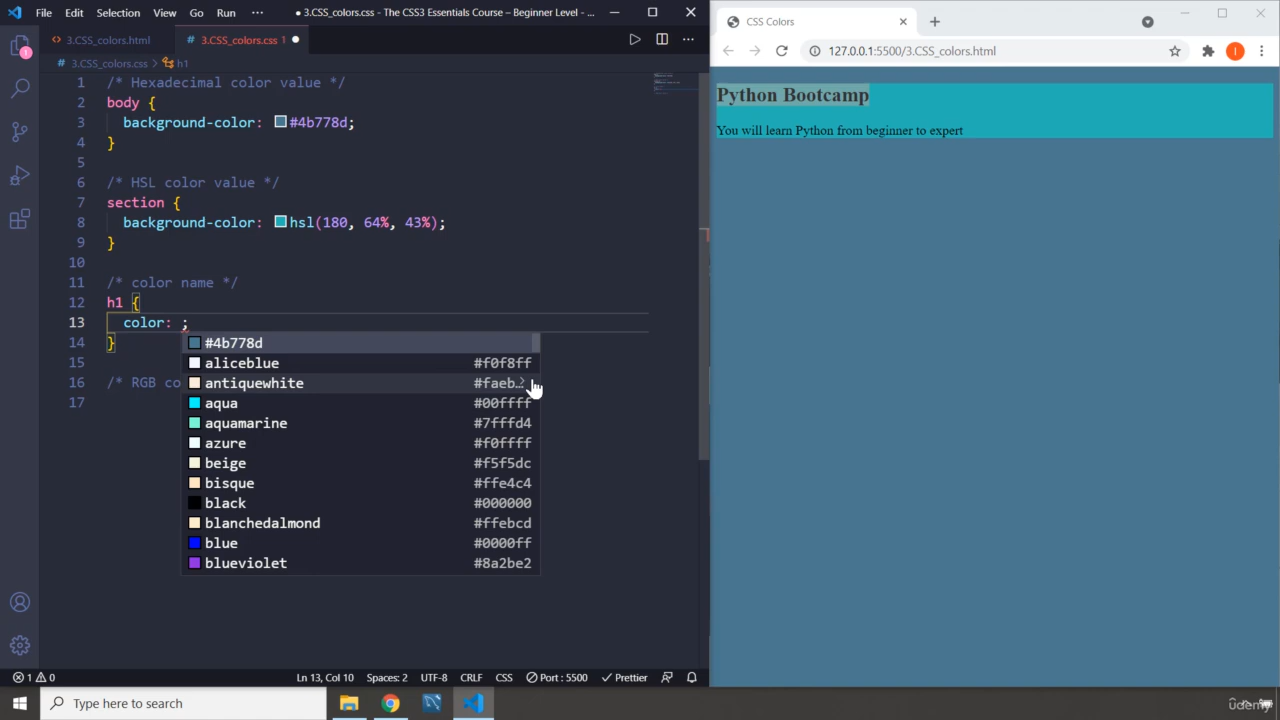 File Edit Selection View Go Run ··· ● 3.CSS_colors.css - The CSS3 Essentials Course – Beginner Level - ...
<> 3.CSS_colors.html # 3.CSS_colors.css 1 ●
# 3.CSS_colors.css > h1
1
1 /* Hexadecimal color value */
2 body {
3 background-color: #4b778d;
4 }
5
6 /* HSL color value */
7 section {
8 background-color: hsl(180, 64%, 43%);
9 }
10
11 /* color name */
12 h1 {
13 color: ;
14 }
15
16 /* RGB co
17
#4b778d
aliceblue #f0f8ff
antiquewhite #faeb…
aqua #00ffff
aquamarine #7fffd4
azure #f0ffff
beige #f5f5dc
bisque #ffe4c4
black #000000
blanchedalmond #ffebcd
blue #0000ff
blueviolet #8a2be2
1 0 Ln 13, Col: 10 Spaces: 2 UTF-8 CRLF CSS Port : 5500 Prettier
CSS Colors
127.0.0.1:5500/3.CSS_colors.html
I
Python Bootcamp
You will learn Python from beginner to expert
Type here to search
udemy